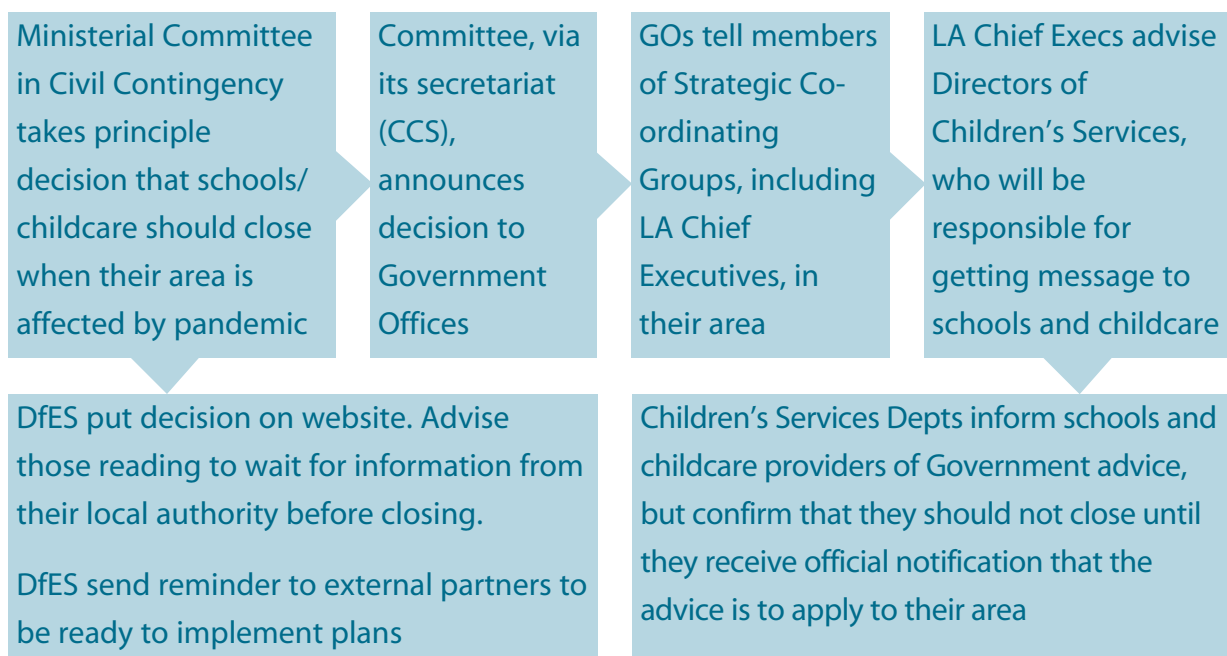 Ministerial Committee
in Civil Contingency
takes principle
decision that schools/
childcare should close
when their area is
affected by pandemic
Committee, via
its secretariat
(CCS),
announces
decision to
Government
Offices
GOs tell members
of Strategic Co-
ordinating
Groups, including
LA Chief
Executives, in
their area
LA Chief Execs advise
Directors of
Children’s Services,
who will be
responsible for
getting message to
schools and childcare
DfES put decision on website. Advise
those reading to wait for information from
their local authority before closing.
DfES send reminder to external partners to
be ready to implement plans
Children’s Services Depts inform schools and
childcare providers of Government advice,
but confirm that they should not close until
they receive official notification that the
advice is to apply to their area